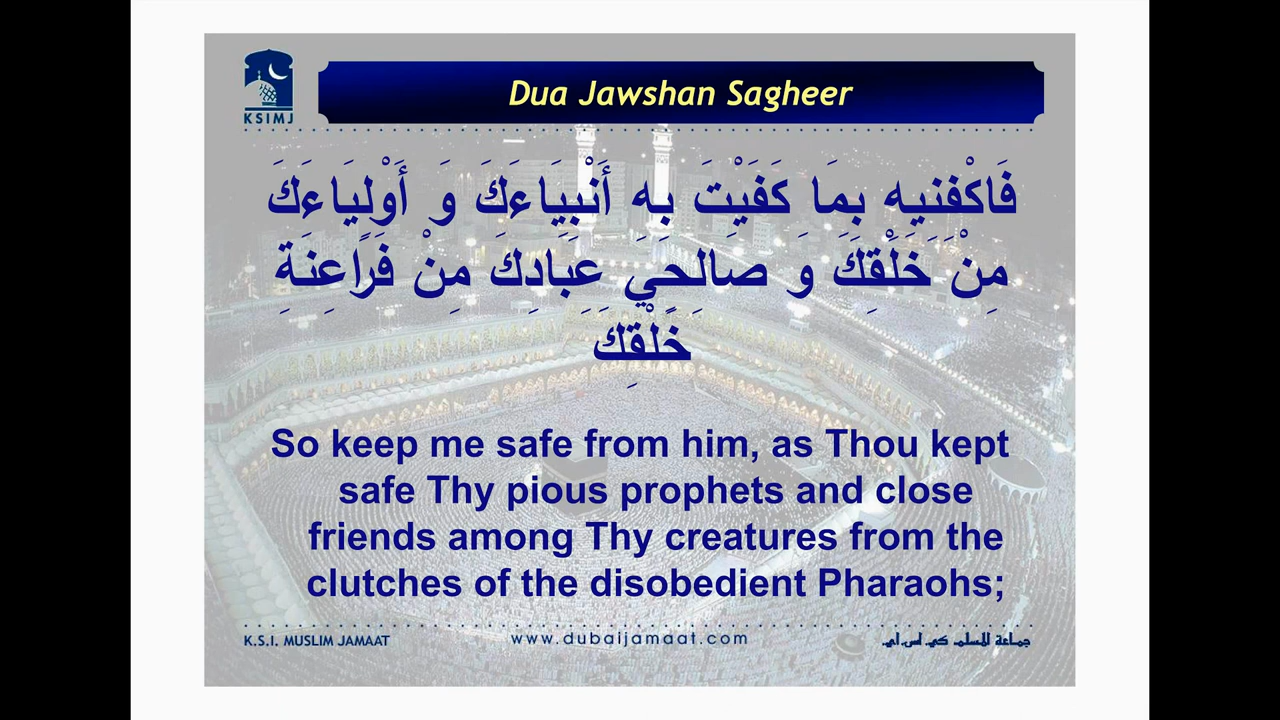 Dua Jawshan Sagheer
KSIMJ
فَاكْفِنِيهِ بِمَا كَفَيْتَ بِهِ أَنْبِيَاءَكَ وَ أَوْلِيَاءَكَ
مِنْ خَلْقِكَ وَ صَالِحِي عِبَادِكَ مِنْ فَرَاعِنَةِ
خَلْقِكَ
So keep me safe from him, as Thou kept
safe Thy pious prophets and close
friends among Thy creatures from the
clutches of the disobedient Pharaohs;
K.S.I. MUSLIM JAMAAT
www.dubaijamaat.com